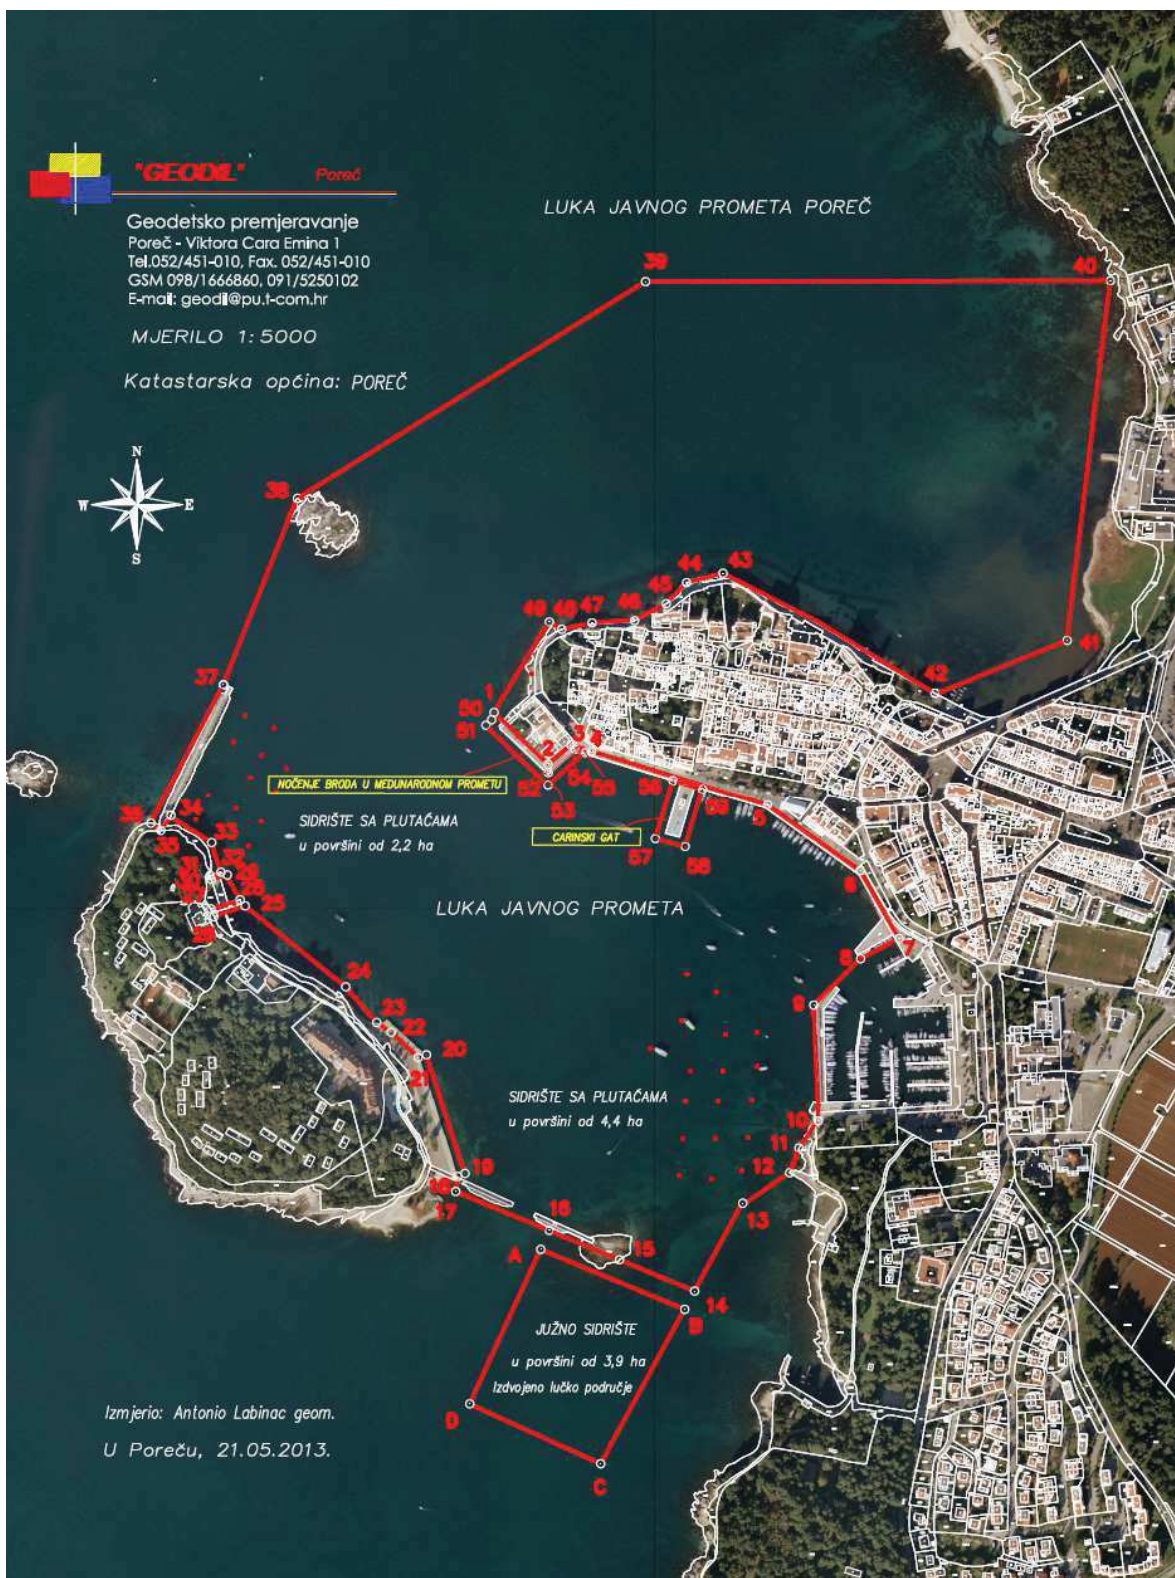 "GEODIL" Poreč
Geodetsko premjeravanje
Poreč - Viktora Cara Emina 1
Tel.052/451-010, Fax. 052/451-010
GSM 098/1666860, 091/5250102
E-mail: geodil@pu.t-com.hr
MJERILO 1:5000
Katastarska općina: POREČ
LUKA JAVNOG PROMETA POREČ
39
40
N
W E
S
38
43
44
45
46
47
48
49
41
42
37
1
50
51
2
3
4
NOĆENJE BRODA U MEĐUNARODNOM PROMETU
52
53
54
55
58
59
5
SIDRIŠTE SA PLUTAČAMA
u površini od 2,2 ha
CARINSKI GAT
57
56
34
36
35
33
32
6
25
LUKA JAVNOG PROMETA
7
8
24
9
23
22
20
21
SIDRIŠTE SA PLUTAČAMA
u površini od 4,4 ha
10
11
12
19
18
17
13
16
15
A
14
B
JUŽNO SIDRIŠTE
u površini od 3,9 ha
Izdvojeno lučko područje
D
C
Izmjerio: Antonio Labinac geom.
U Poreču, 21.05.2013.